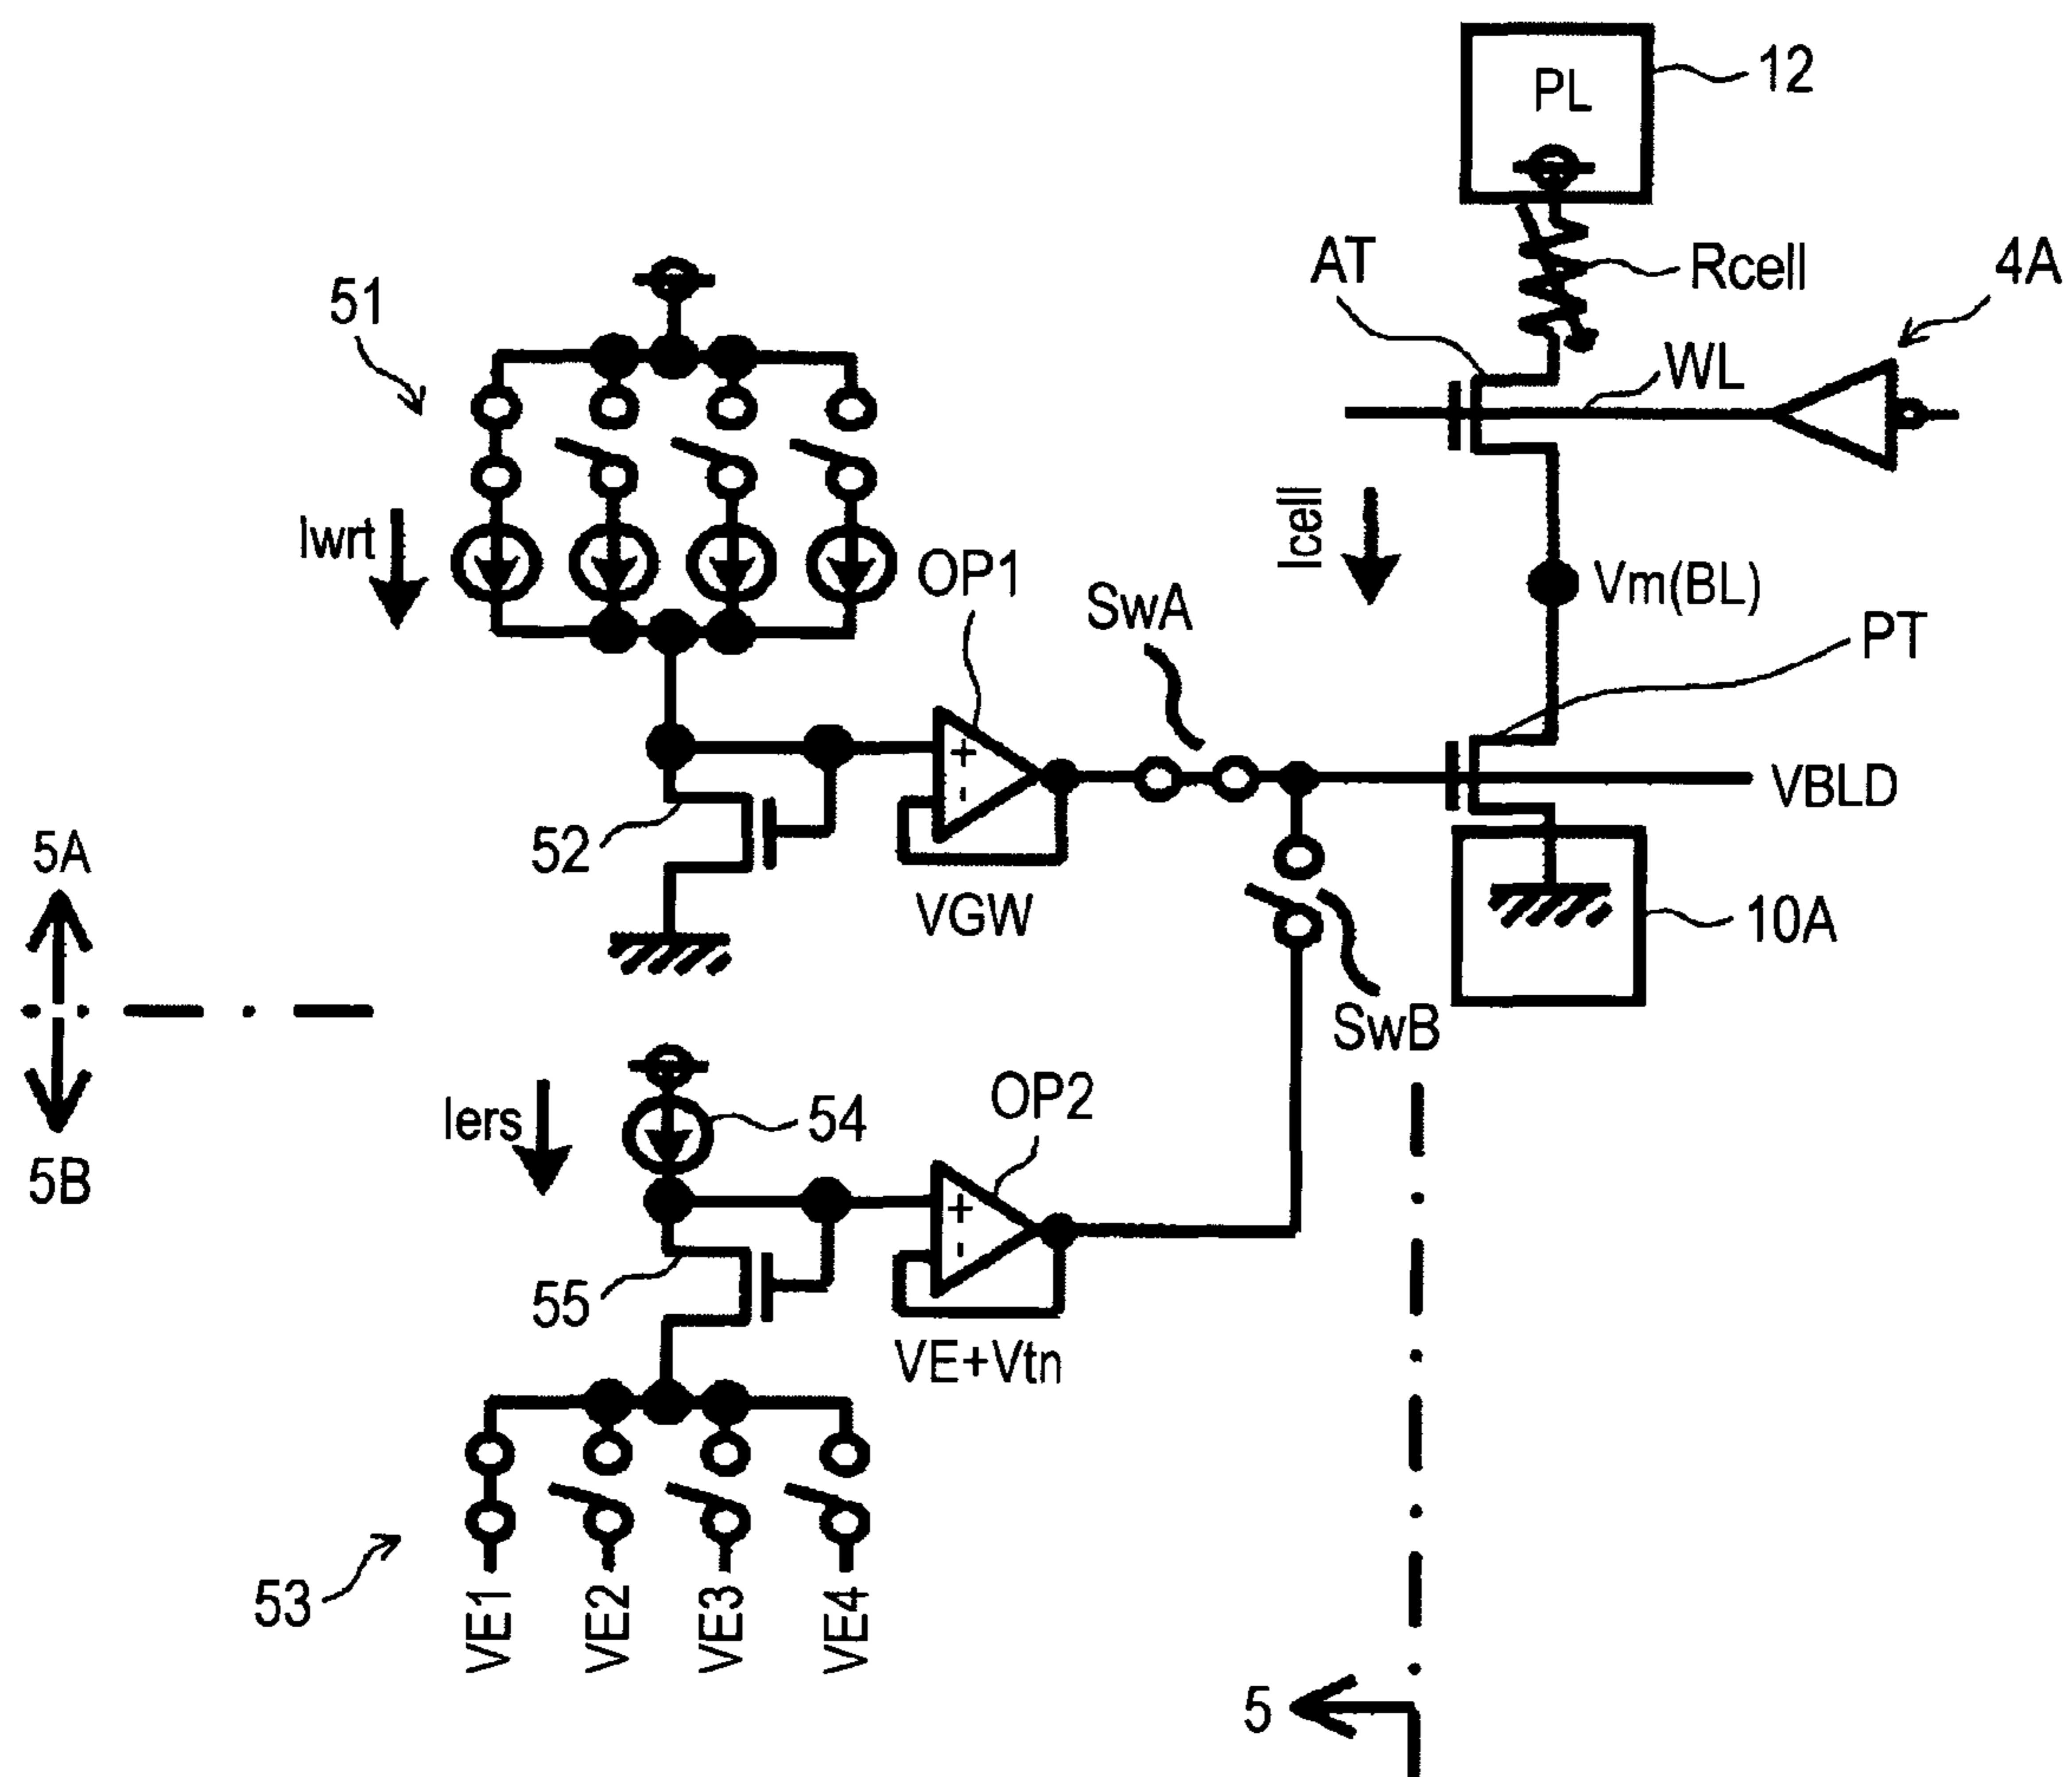 PL
12
AT
Rcell
4A
51
WL
Iwrt
OP1
Icell
SwA
Vm(BL)
PT
+
-
VBLD
52
5A
VGW
10A
SwB
Iers
54
OP2
5B
+
-
55
VE+Vtn
53
VE1
VE2
VE3
VE4
5